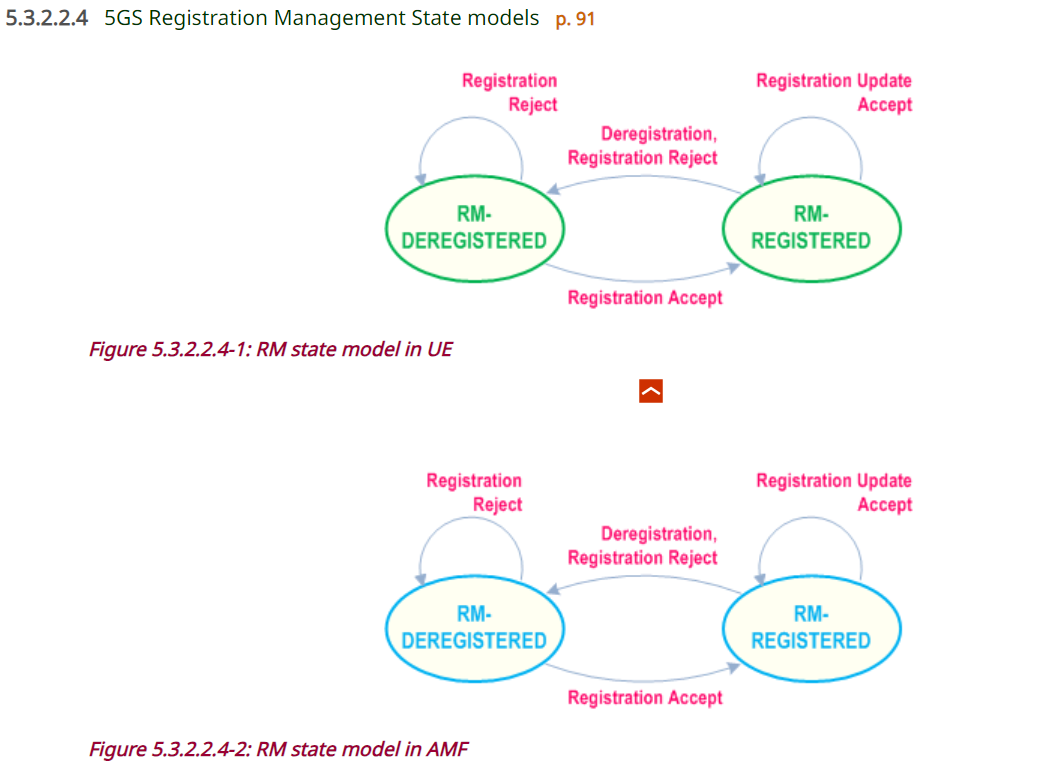 5.3.2.2.4 5GS Registration Management State models p. 91
Registration
Reject
Registration Update
Accept
Deregistration,
Registration Reject
RM-
DEREGISTERED
RM-
REGISTERED
Registration Accept
Figure 5.3.2.2.4-1: RM state model in UE
Registration
Reject
Registration Update
Accept
Deregistration,
Registration Reject
RM-
DEREGISTERED
RM-
REGISTERED
Registration Accept
Figure 5.3.2.2.4-2: RM state model in AMF